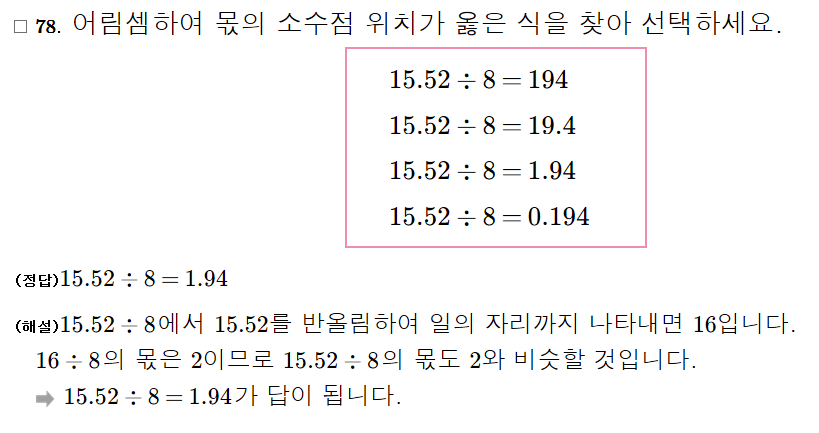 □ 78. 어림셈하여 몫의 소수점 위치가 옳은 식을 찾아 선택하세요.
15.52 ÷ 8 = 194
15.52 ÷ 8 = 19.4
15.52 ÷ 8 = 1.94
15.52 ÷ 8 = 0.194
(정답)15.52 ÷ 8 = 1.94
(해설)15.52 ÷ 8에서 15.52를 반올림하여 일의 자리까지 나타내면 16입니다.
16 ÷ 8의 몫은 2이므로 15.52 ÷ 8의 몫도 2와 비슷할 것입니다.
➡ 15.52 ÷ 8 = 1.94가 답이 됩니다.